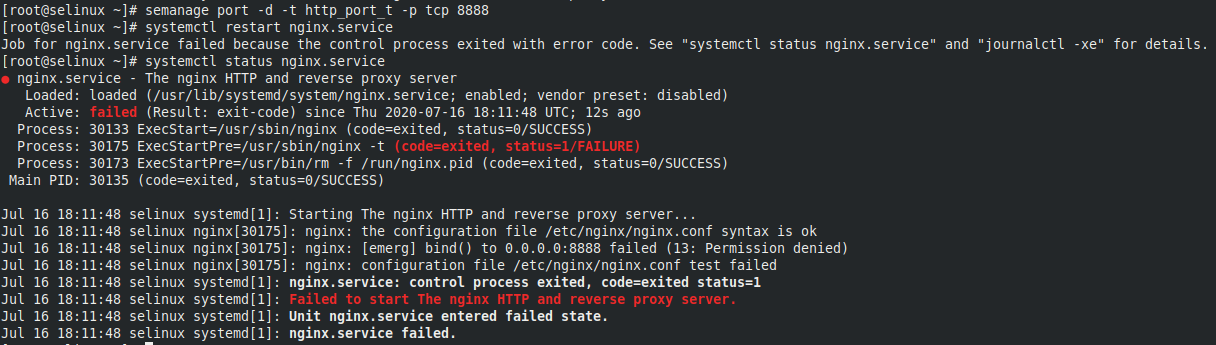 [root@selinux ~]# semanage port -d -t http_port_t -p tcp 8888
[root@selinux ~]# systemctl restart nginx.service
Job for nginx.service failed because the control process exited with error code. See "systemctl status nginx.service" and "journalctl -xe" for details.
[root@selinux ~]# systemctl status nginx.service
● nginx.service - The nginx HTTP and reverse proxy server
   Loaded: loaded (/usr/lib/systemd/system/nginx.service; enabled; vendor preset: disabled)
   Active: failed (Result: exit-code) since Thu 2020-07-16 18:11:48 UTC; 12s ago
  Process: 30133 ExecStart=/usr/sbin/nginx (code=exited, status=0/SUCCESS)
  Process: 30175 ExecStartPre=/usr/sbin/nginx -t (code=exited, status=1/FAILURE)
  Process: 30173 ExecStartPre=/usr/bin/rm -f /run/nginx.pid (code=exited, status=0/SUCCESS)
 Main PID: 30135 (code=exited, status=0/SUCCESS)

Jul 16 18:11:48 selinux systemd[1]: Starting The nginx HTTP and reverse proxy server...
Jul 16 18:11:48 selinux nginx[30175]: nginx: the configuration file /etc/nginx/nginx.conf syntax is ok
Jul 16 18:11:48 selinux nginx[30175]: nginx: [emerg] bind() to 0.0.0.0:8888 failed (13: Permission denied)
Jul 16 18:11:48 selinux nginx[30175]: nginx: configuration file /etc/nginx/nginx.conf test failed
Jul 16 18:11:48 selinux systemd[1]: nginx.service: control process exited, code=exited status=1
Jul 16 18:11:48 selinux systemd[1]: Failed to start The nginx HTTP and reverse proxy server.
Jul 16 18:11:48 selinux systemd[1]: Unit nginx.service entered failed state.
Jul 16 18:11:48 selinux systemd[1]: nginx.service failed.
[root@selinux ~]#